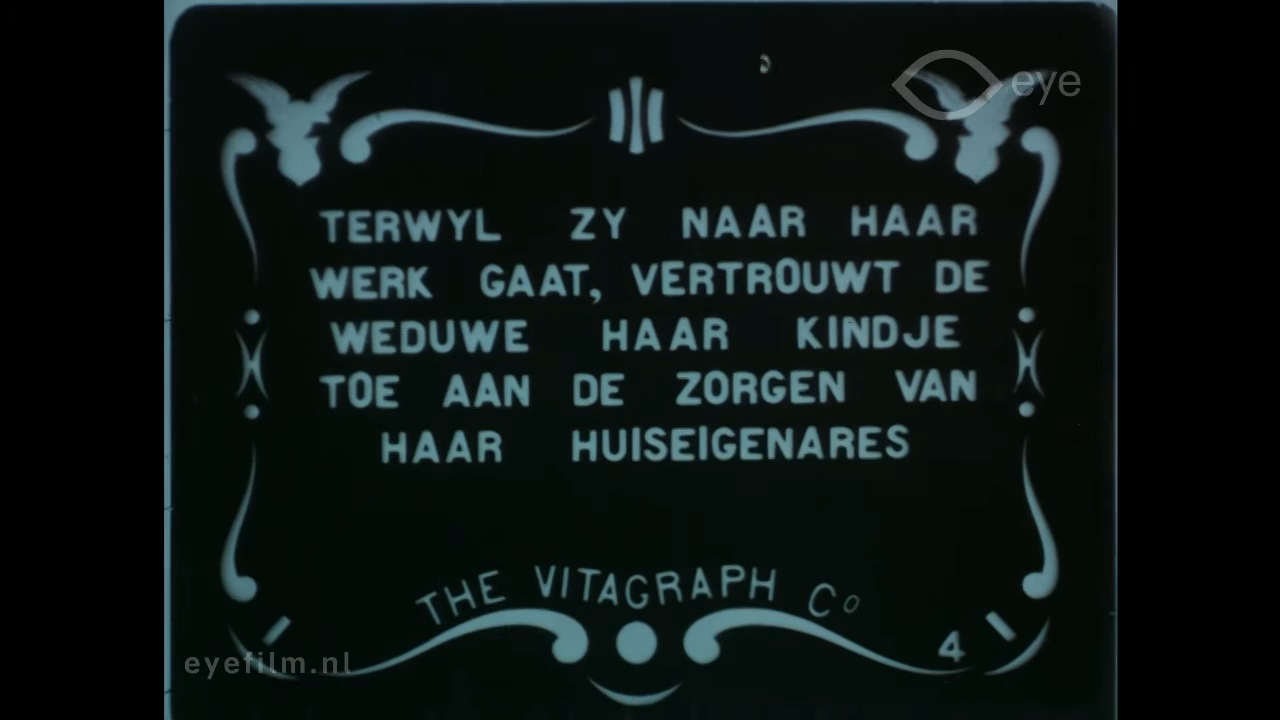 eye
TERWYL ZY NAAR HAAR
WERK GAAT, VERTROUWT DE
WEDUWE HAAR KINDJE
TOE AAN DE ZORGEN VAN
HAAR HUISEIGENARES
THE VITAGRAPH Co
4
eyefilm.nl